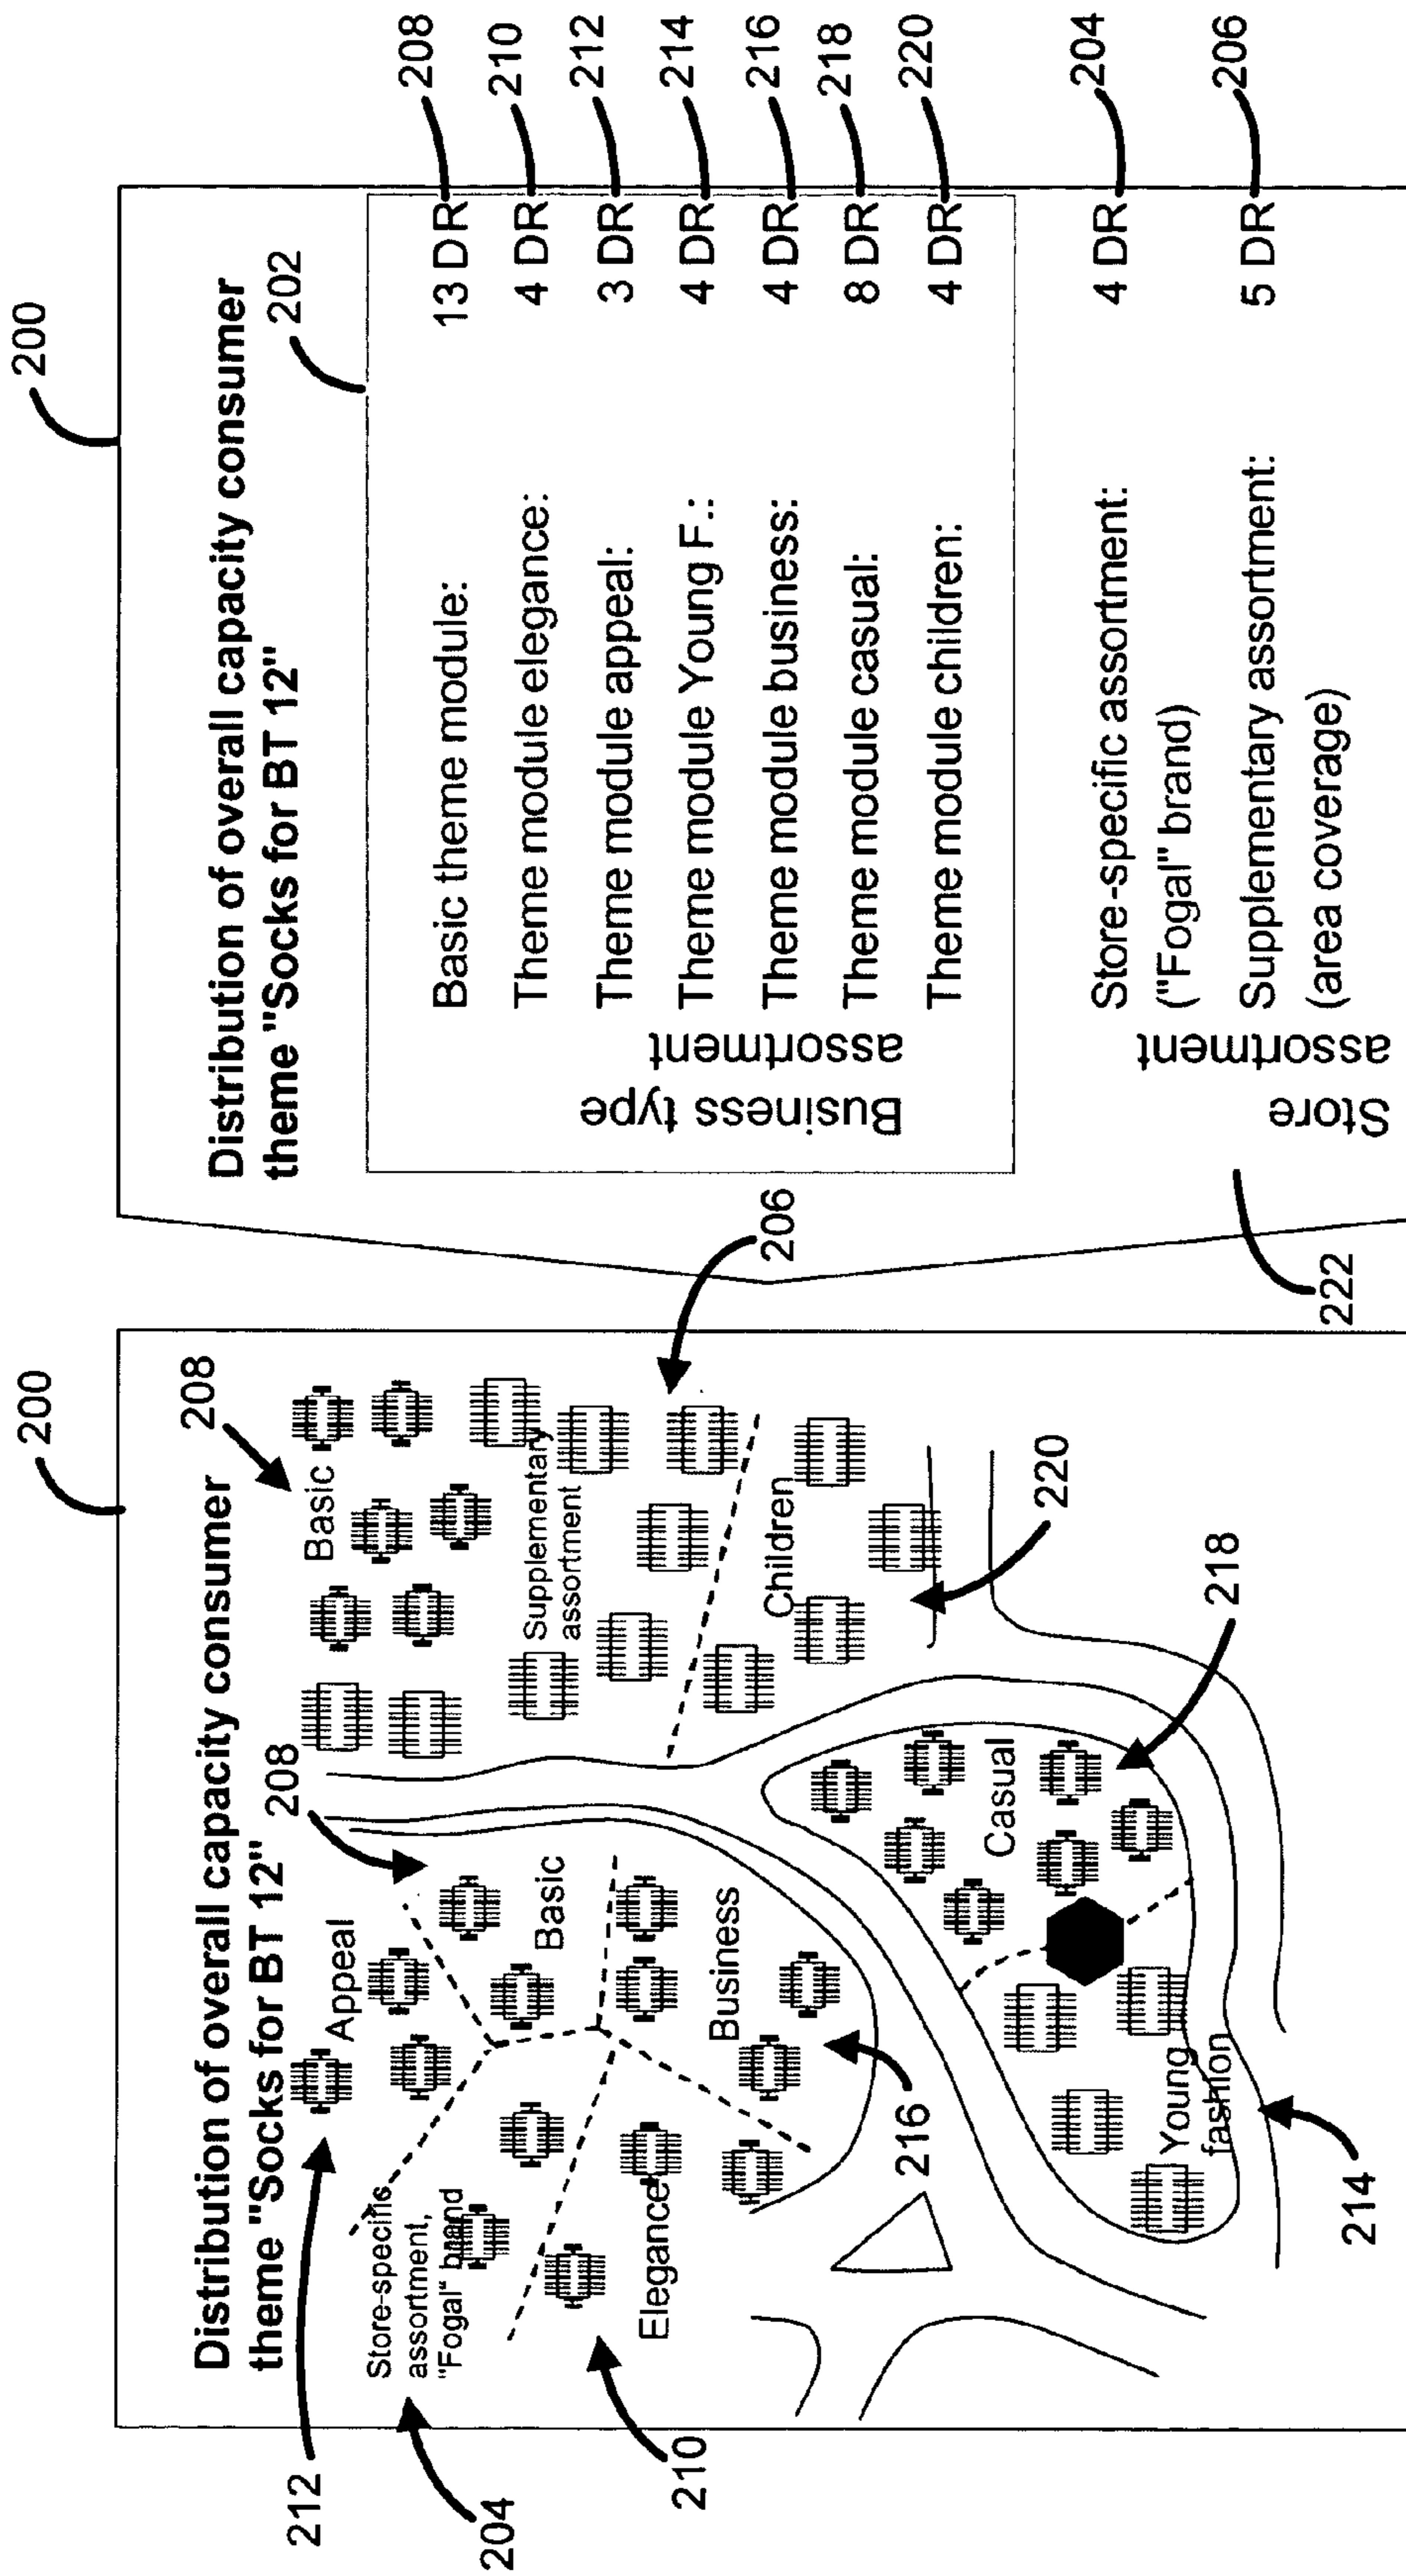 200
Distribution of overall capacity consumer
theme "Socks for BT 12"
212
204
210
208
208
Appeal
Basic
Basic
Store-specific
assortment,
"Fogal" brand
Supplementary
assortment
206
Elegance
Business
Children
216
220
Casual
218
Young
fashion
214
200
Distribution of overall capacity consumer
theme "Socks for BT 12"
202
Business type
assortment
Basic theme module: 13 DR 208
Theme module elegance: 4 DR 210
Theme module appeal: 3 DR 212
Theme module Young F.: 4 DR 214
Theme module business: 4 DR 216
Theme module casual: 8 DR 218
Theme module children: 4 DR 220
Store
assortment
Store-specific assortment: 4 DR 204
("Fogal" brand)
Supplementary assortment: 5 DR 206
(area coverage)
222